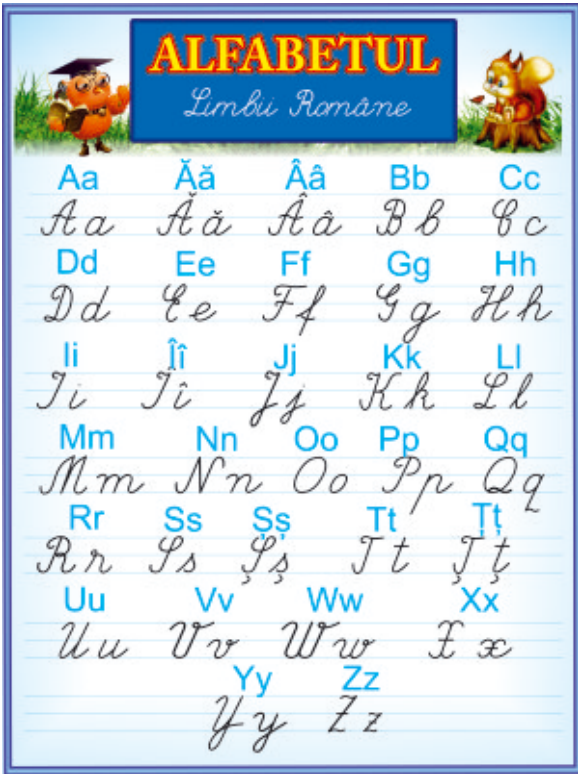 ALFABETUL
Limbii Române
Aa Ăă Ââ Bb Cc
Aa Ăă Ââ Bb Cc
Dd Ee Ff Gg Hh
Dd Ee Ff Gg Hh
Ii Îî Jj Kk Ll
Ii Îî Jj Kk Ll
Mm Nn Oo Pp Qq
Mm Nn Oo Pp Qq
Rr Ss Șș Tt Țț
Rr Ss Șș Tt Țț
Uu Vv Ww Xx
Uu Vv Ww Xx
Yy Zz
Yy Zz